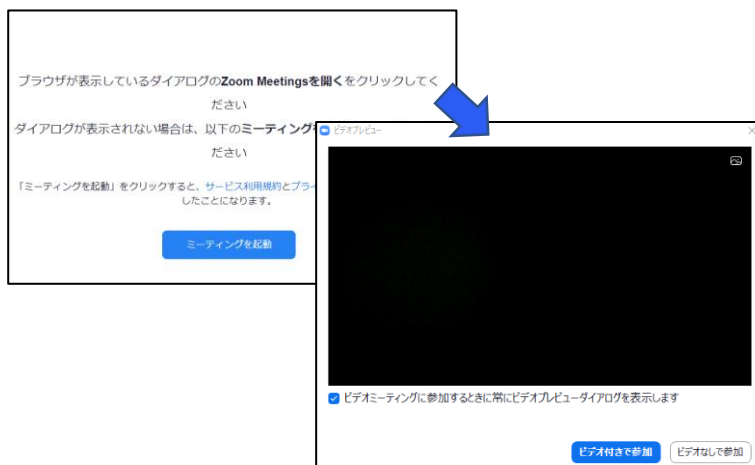 ブラウザが表示しているダイアログのZoom Meetingsを開くをクリックしてく
ださい
ダイアログが表示されない場合は、以下のミーティング
ださい
「ミーティングを起動」をクリックすると、サービス利用規約とプライ
したことになります。
ミーティングを起動
ビデオプレビュー
ビデオミーティングに参加するときに常にビデオプレビューダイアログを表示します
ビデオ付きで参加
ビデオなしで参加